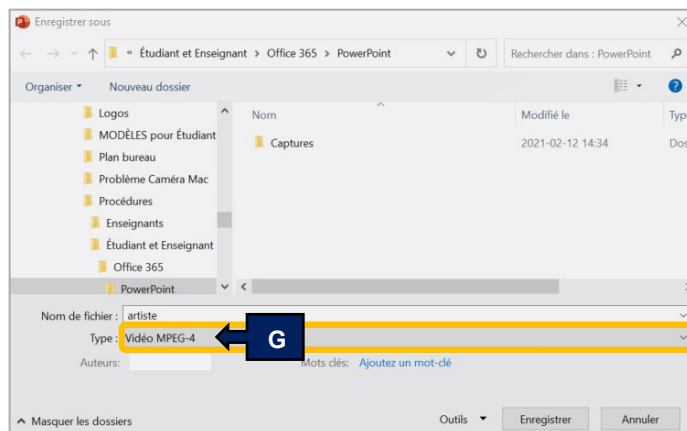 Enregistrer sous
« Étudiant et Enseignant > Office 365 > PowerPoint
Rechercher dans : PowerPoint
Organiser
Nouveau dossier
Nom
Modifié le
Typ
Logos
MODÈLES pour Étudiant
Plan bureau
Problème Caméra Mac
Procédures
Enseignants
Étudiant et Enseignant
Office 365
PowerPoint
Captures
2021-02-12 14:34
Dos
Nom de fichier : artiste
Type : Vidéo MPEG-4
G
Auteurs:
Mots clés: Ajoutez un mot-clé
Masquer les dossiers
Outils
Enregistrer
Annuler